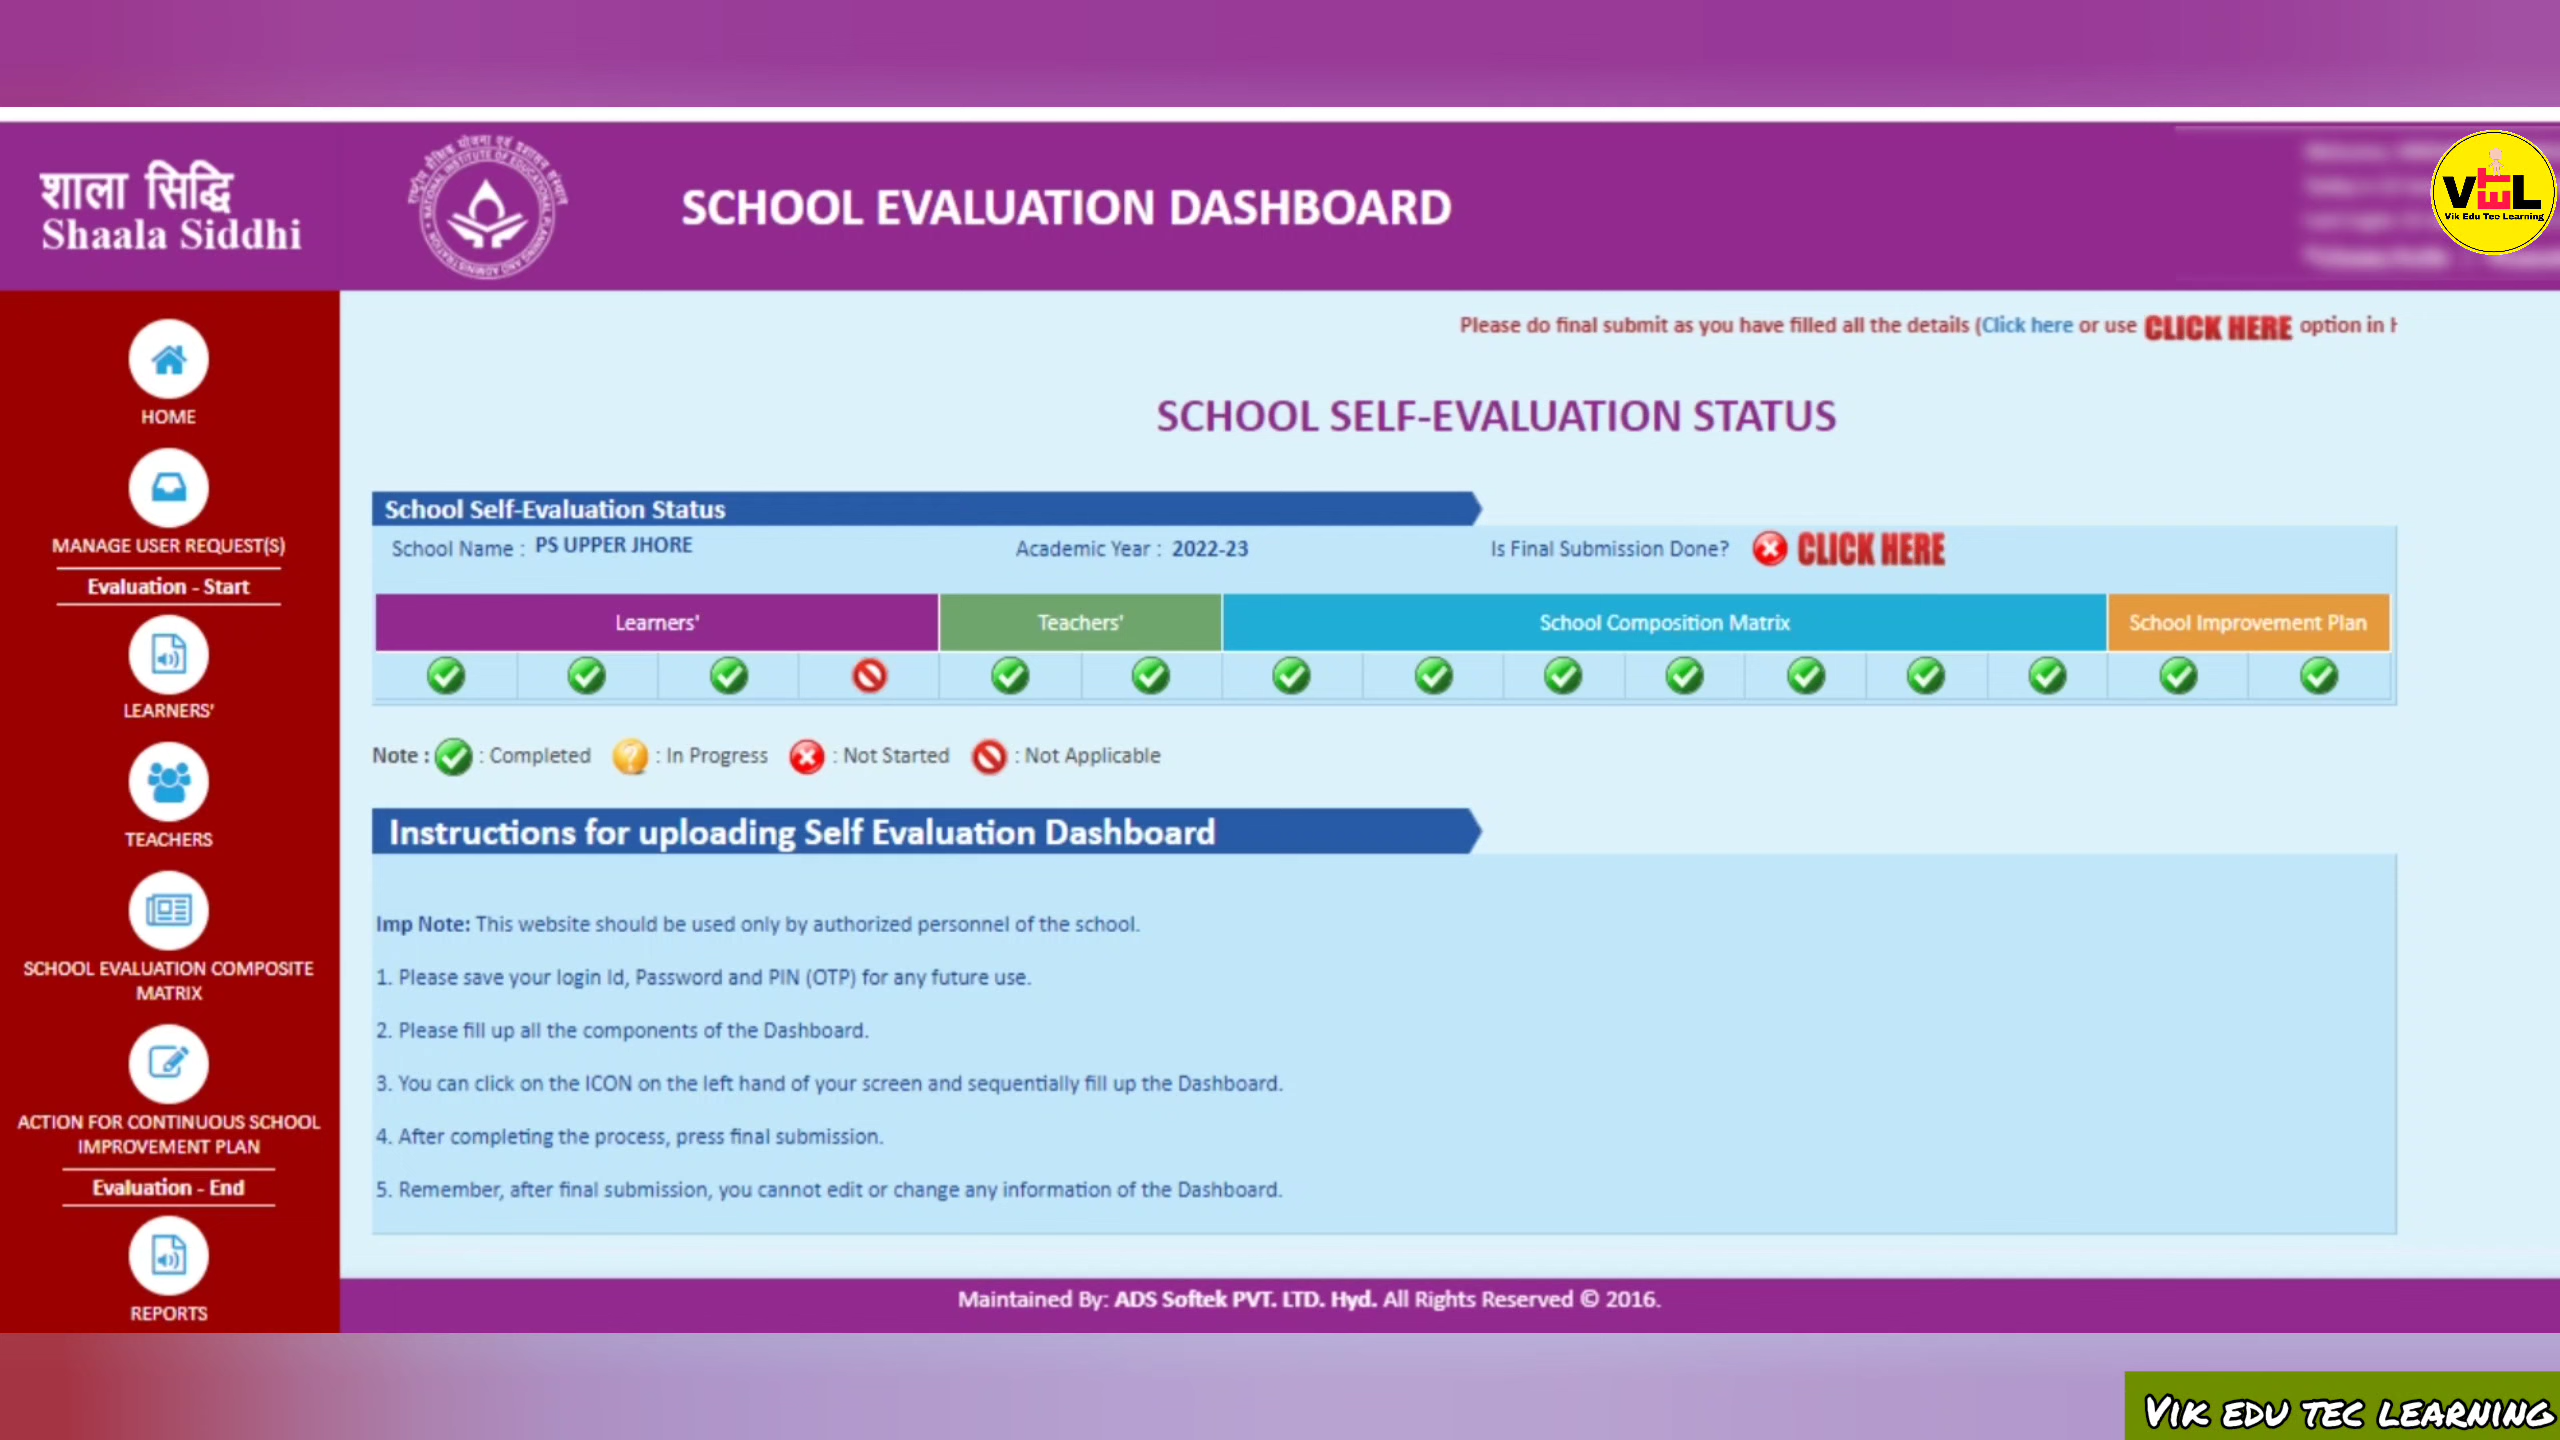 शाला सिद्धि
Shaala Siddhi
SCHOOL EVALUATION DASHBOARD
VEL
Vik Edu Tec Learning
HOME
MANAGE USER REQUEST(S)
Evaluation - Start
LEARNERS'
TEACHERS
SCHOOL EVALUATION COMPOSITE
MATRIX
ACTION FOR CONTINUOUS SCHOOL
IMPROVEMENT PLAN
Evaluation - End
REPORTS
Please do final submit as you have filled all the details (Click here or use CLICK HERE option in
SCHOOL SELF-EVALUATION STATUS
School Self-Evaluation Status
School Name : PS UPPER JHORE Academic Year : 2022-23 Is Final Submission Done? CLICK HERE
Learners' Teachers' School Composition Matrix School Improvement Plan
Note : : Completed : In Progress : Not Started : Not Applicable
Instructions for uploading Self Evaluation Dashboard
Imp Note: This website should be used only by authorized personnel of the school.
1. Please save your login Id, Password and PIN (OTP) for any future use.
2. Please fill up all the components of the Dashboard.
3. You can click on the ICON on the left hand of your screen and sequentially fill up the Dashboard.
4. After completing the process, press final submission.
5. Remember, after final submission, you cannot edit or change any information of the Dashboard.
Maintained By: ADS Softek PVT. LTD. Hyd. All Rights Reserved © 2016.
Vik edu tec learning